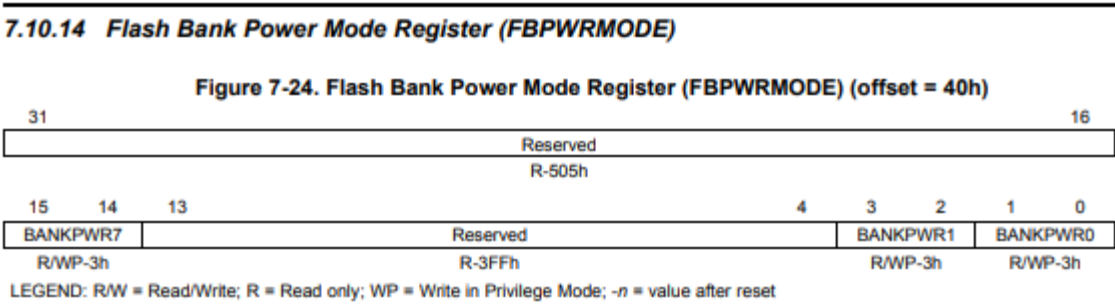 7.10.14 Flash Bank Power Mode Register (FBPWRMODE)
Figure 7-24. Flash Bank Power Mode Register (FBPWRMODE) (offset = 40h)
31 16
Reserved
R-505h
15 14 13 4 3 2 1 0
BANKPWR7 Reserved BANKPWR1 BANKPWR0
R/WP-3h R-3FFh R/WP-3h R/WP-3h
LEGEND: R/W = Read/Write; R = Read only; WP = Write in Privilege Mode; -n = value after reset